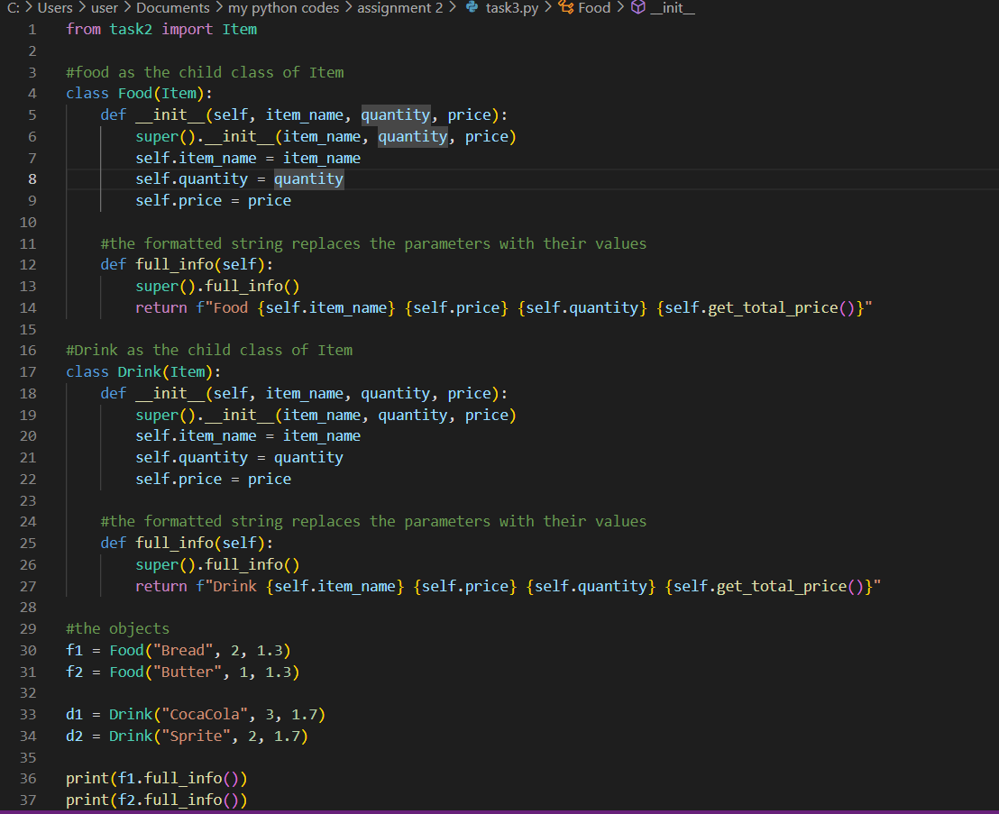 C: > Users > user > Documents > my python codes > assignment 2 > task3.py > Food > __init__
1 from task2 import Item
2
3 #food as the child class of Item
4 class Food(Item):
5     def __init__(self, item_name, quantity, price):
6         super().__init__(item_name, quantity, price)
7         self.item_name = item_name
8         self.quantity = quantity
9         self.price = price
10
11     #the formatted string replaces the parameters with their values
12     def full_info(self):
13         super().full_info()
14         return f"Food {self.item_name} {self.price} {self.quantity} {self.get_total_price()}"
15
16 #Drink as the child class of Item
17 class Drink(Item):
18     def __init__(self, item_name, quantity, price):
19         super().__init__(item_name, quantity, price)
20         self.item_name = item_name
21         self.quantity = quantity
22         self.price = price
23
24     #the formatted string replaces the parameters with their values
25     def full_info(self):
26         super().full_info()
27         return f"Drink {self.item_name} {self.price} {self.quantity} {self.get_total_price()}"
28
29 #the objects
30 f1 = Food("Bread", 2, 1.3)
31 f2 = Food("Butter", 1, 1.3)
32
33 d1 = Drink("CocaCola", 3, 1.7)
34 d2 = Drink("Sprite", 2, 1.7)
35
36 print(f1.full_info())
37 print(f2.full_info())